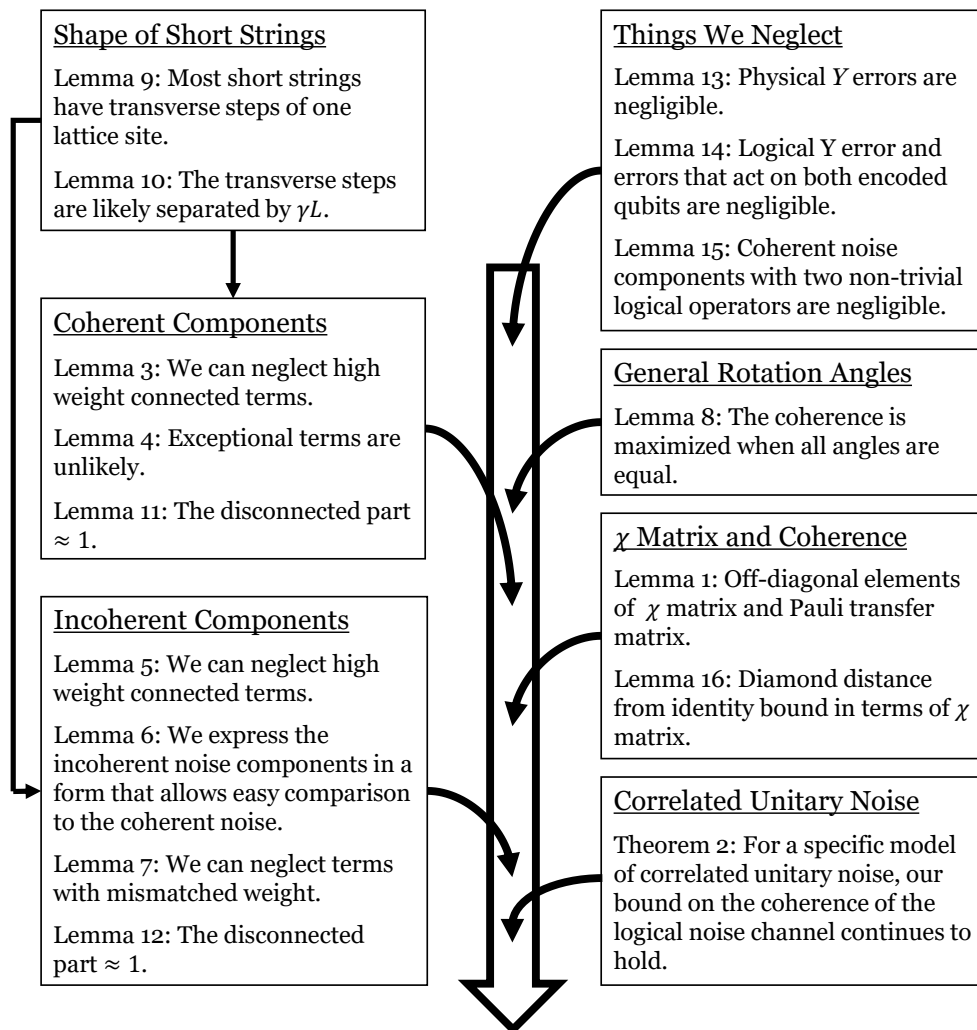 Shape of Short Strings
Lemma 9: Most short strings
have transverse steps of one
lattice site.
Lemma 10: The transverse steps
are likely separated by γL.
Coherent Components
Lemma 3: We can neglect high
weight connected terms.
Lemma 4: Exceptional terms are
unlikely.
Lemma 11: The disconnected part
≈ 1.
Incoherent Components
Lemma 5: We can neglect high
weight connected terms.
Lemma 6: We express the
incoherent noise components in a
form that allows easy comparison
to the coherent noise.
Lemma 7: We can neglect terms
with mismatched weight.
Lemma 12: The disconnected
part ≈ 1.
Things We Neglect
Lemma 13: Physical Y errors are
negligible.
Lemma 14: Logical Y error and
errors that act on both encoded
qubits are negligible.
Lemma 15: Coherent noise
components with two non-trivial
logical operators are negligible.
General Rotation Angles
Lemma 8: The coherence is
maximized when all angles are
equal.
χ Matrix and Coherence
Lemma 1: Off-diagonal elements
of χ matrix and Pauli transfer
matrix.
Lemma 16: Diamond distance
from identity bound in terms of χ
matrix.
Correlated Unitary Noise
Theorem 2: For a specific model
of correlated unitary noise, our
bound on the coherence of the
logical noise channel continues to
hold.